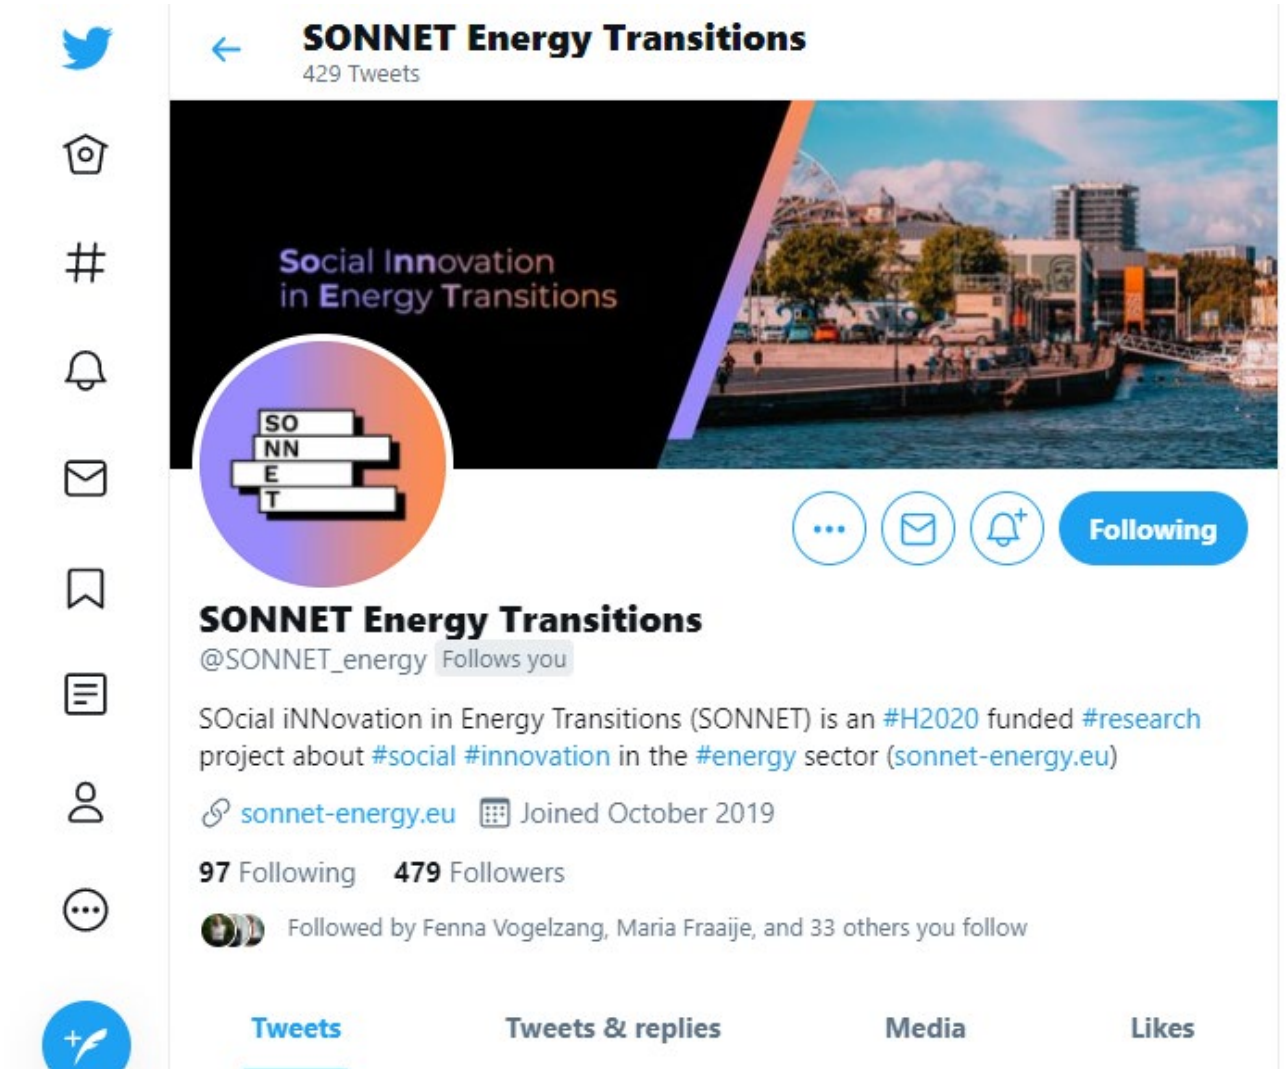 SONNET Energy Transitions
429 Tweets
Social Innovation
in Energy Transitions
SO
NN
E
T
Following
SONNET Energy Transitions
@SONNET_energy Follows you
SOcial iNNovation in Energy Transitions (SONNET) is an #H2020 funded #research
project about #social #innovation in the #energy sector (sonnet-energy.eu)
sonnet-energy.eu Joined October 2019
97 Following 479 Followers
Followed by Fenna Vogelzang, Maria Fraaije, and 33 others you follow
Tweets Tweets & replies Media Likes